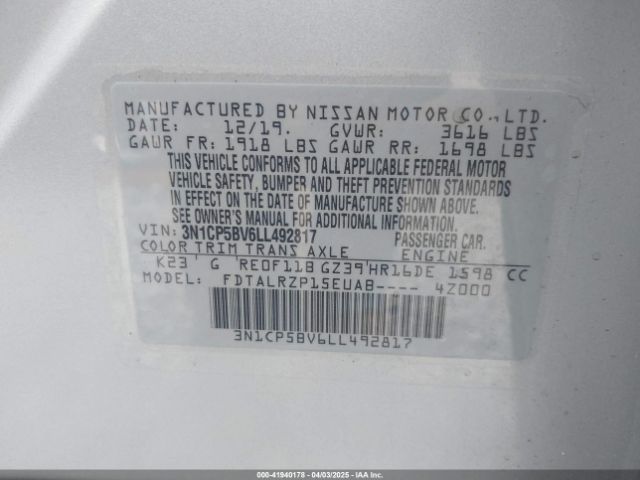 MANUFACTURED BY NISSAN MOTOR CO., LTD.
DATE: 12/19. GVWR: 3616 LBS
GAWR FR: 1918 LBS GAWR RR: 1698 LBS
THIS VEHICLE CONFORMS TO ALL APPLICABLE FEDERAL MOTOR
VEHICLE SAFETY, BUMPER AND THEFT PREVENTION STANDARDS
IN EFFECT ON THE DATE OF MANUFACTURE SHOWN ABOVE.
SEE OWNER'S MANUAL FOR ADDITIONAL INFORMATION.
VIN: 3N1CP5BV6LL492817 PASSENGER CAR.
COLOR TRIM TRANS AXLE ENGINE
K23 G RE0F11B GZ39 HR16DE 1598 CC
MODEL: FDTALRZP15EUAB---- 4Z000
3N1CP5BV6LL492817
000-41940178 - 04/03/2025 - IAAI. Copyright IAA, Inc.